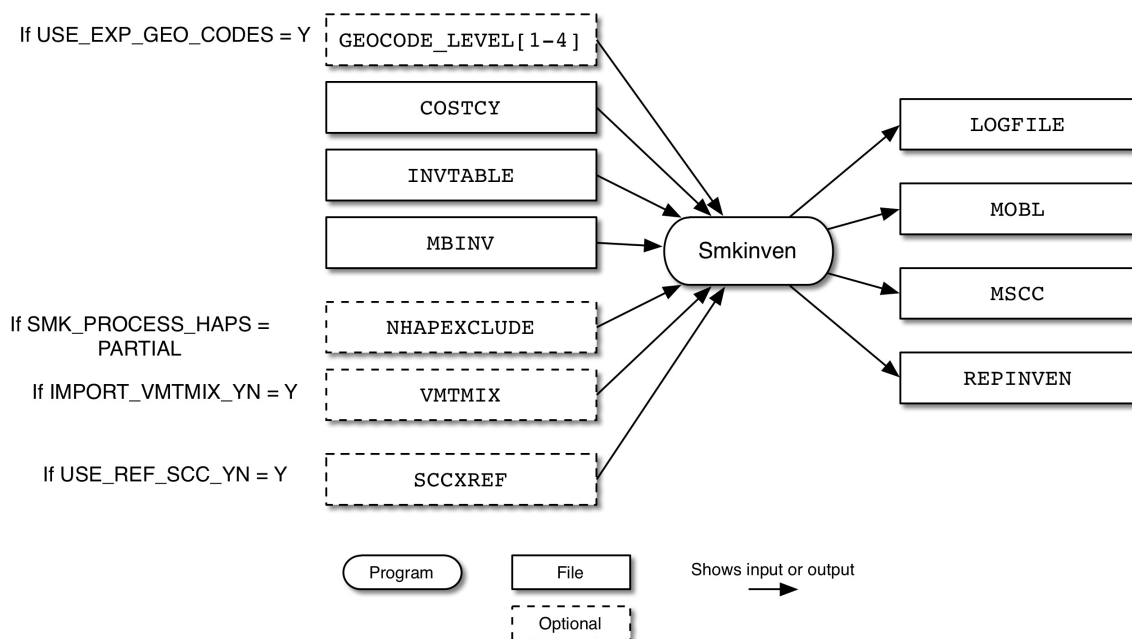 If USE_EXP_GEO_CODES = Y
GEOCODE_LEVEL[1-4]
COSTCY
INVTABLE
MBINV
If SMK_PROCESS_HAPS =
PARTIAL
NHAPEXCLUDE
If IMPORT_VMTMIX_YN = Y
VMTMIX
If USE_REF_SCC_YN = Y
SCCXREF
Smkinven
LOGFILE
MOBL
MSCC
REPINVEN
Program
File
Shows input or output
Optional